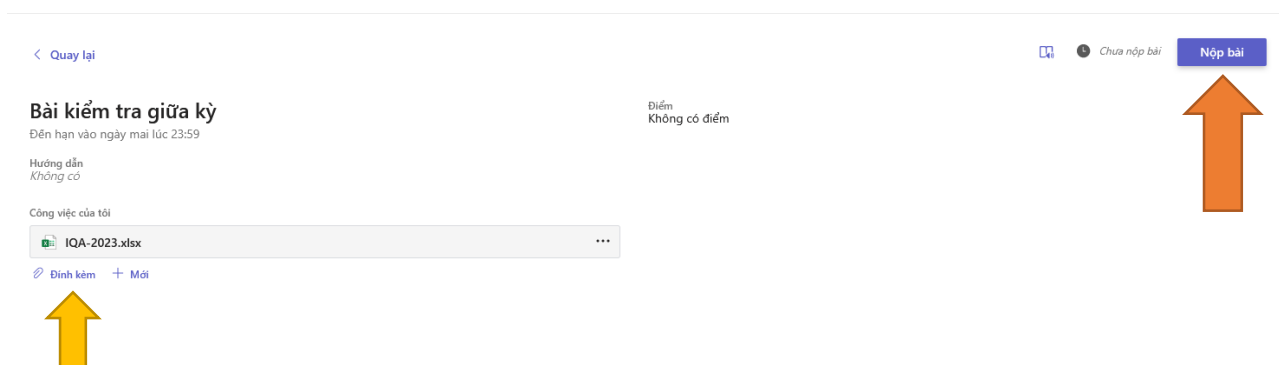 Quay lại
Chưa nộp bài
Nộp bài
Bài kiểm tra giữa kỳ
Đến hạn vào ngày mai lúc 23:59
Hướng dẫn
Không có
Điểm
Không có điểm
Công việc của tôi
IQA-2023.xlsx
Đính kèm + Mới